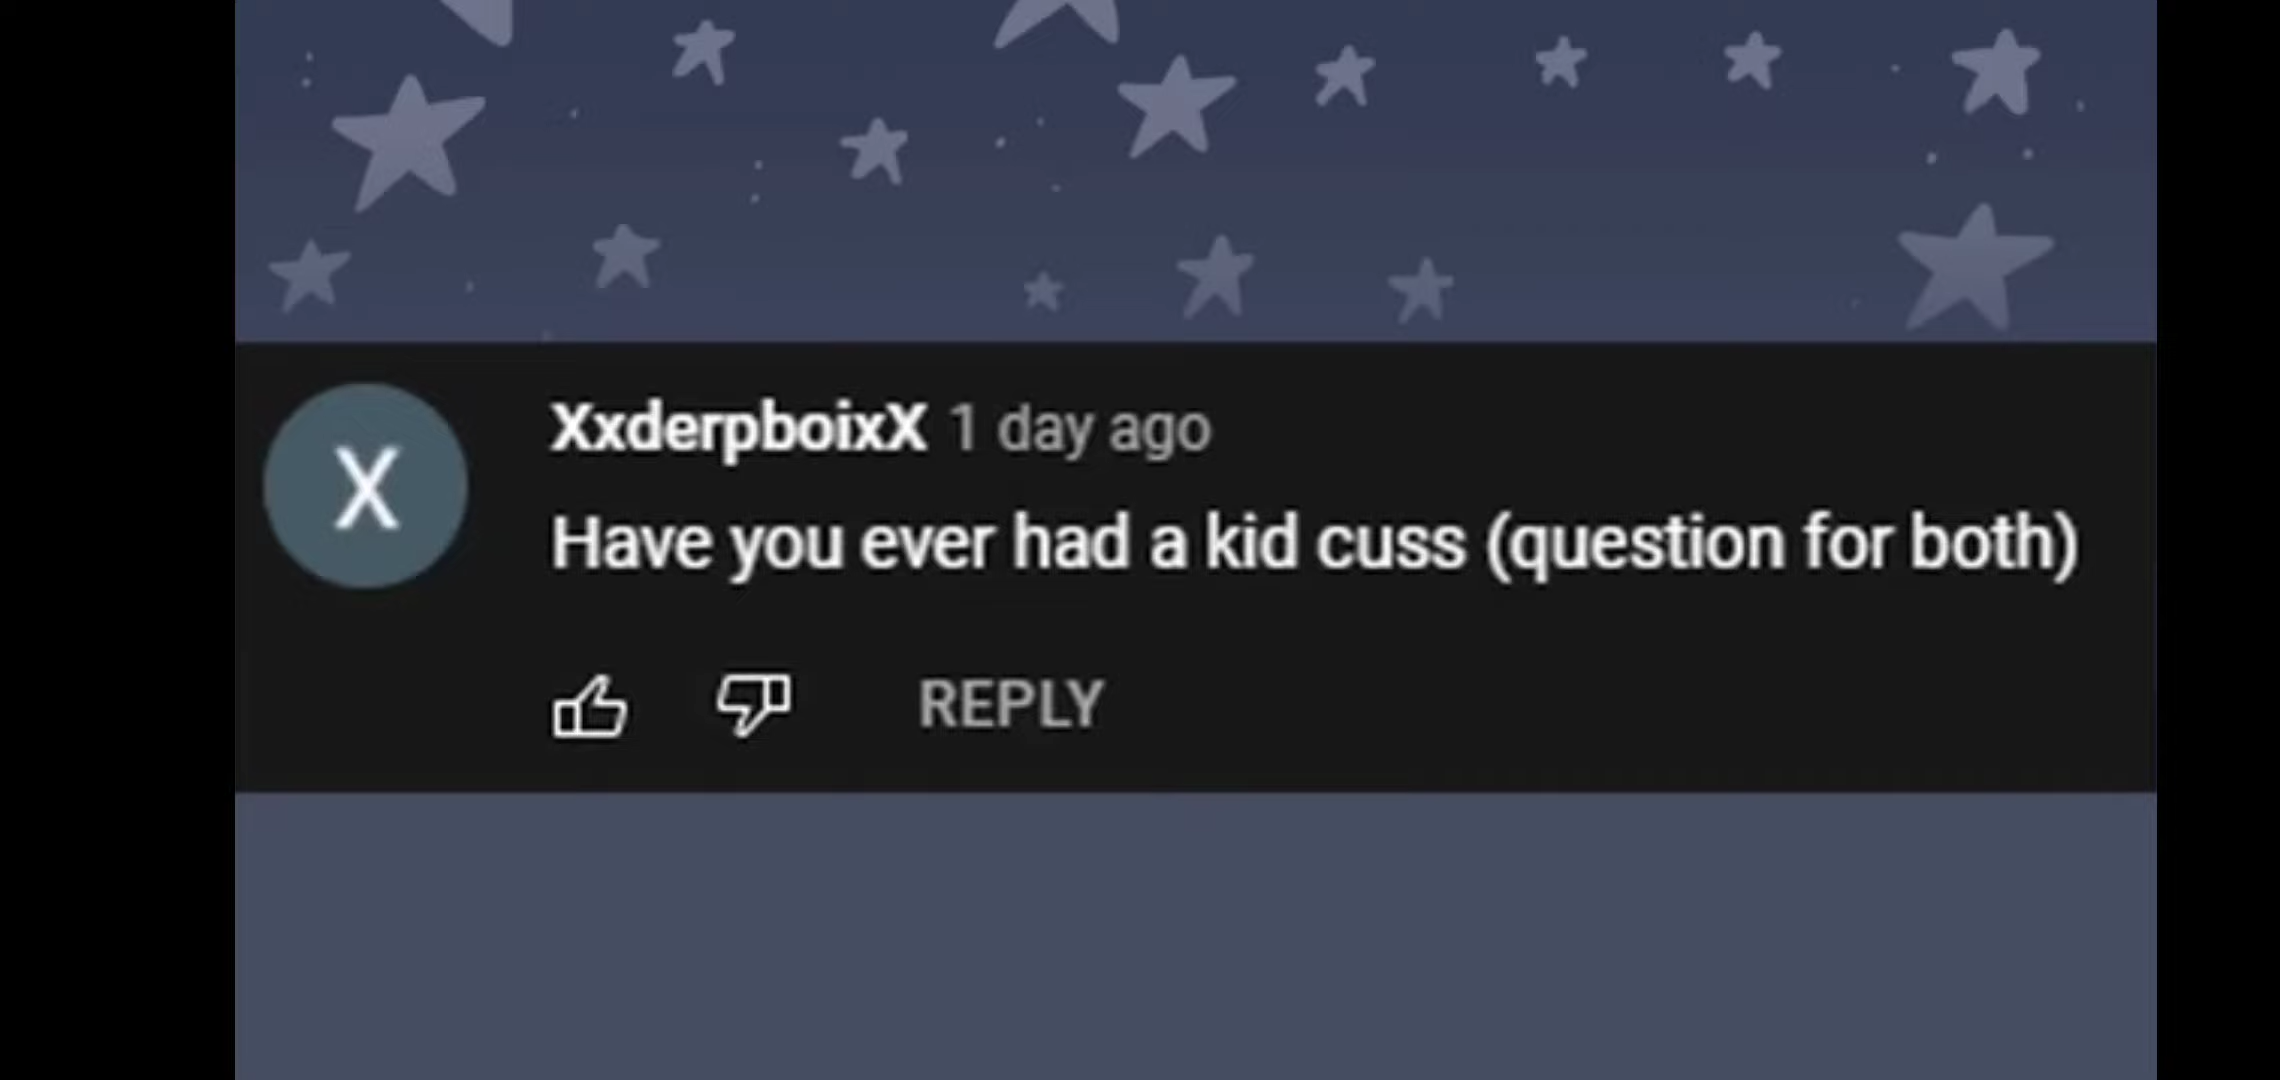 X
XxderpboixX 1 day ago
Have you ever had a kid cuss (question for both)
REPLY